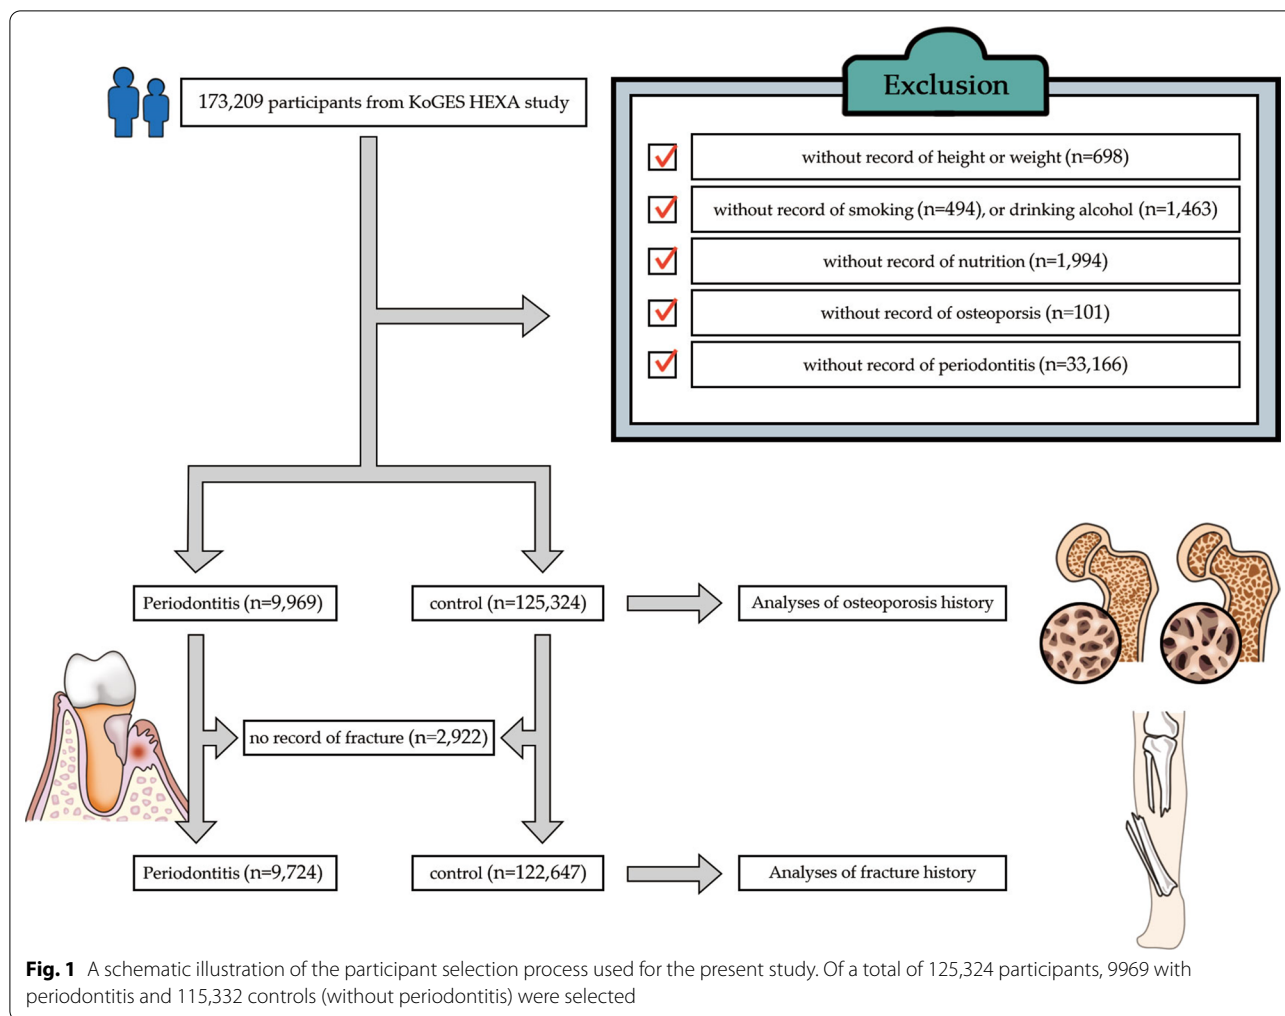 173,209 participants from KoGES HEXA study
Exclusion
without record of height or weight (n=698)
without record of smoking (n=494), or drinking alcohol (n=1,463)
without record of nutrition (n=1,994)
without record of osteoporsis (n=101)
without record of periodontitis (n=33,166)
Periodontitis (n=9,969)
control (n=125,324)
Analyses of osteoporosis history
no record of fracture (n=2,922)
Periodontitis (n=9,724)
control (n=122,647)
Analyses of fracture history
Fig. 1 A schematic illustration of the participant selection process used for the present study. Of a total of 125,324 participants, 9969 with
periodontitis and 115,332 controls (without periodontitis) were selected